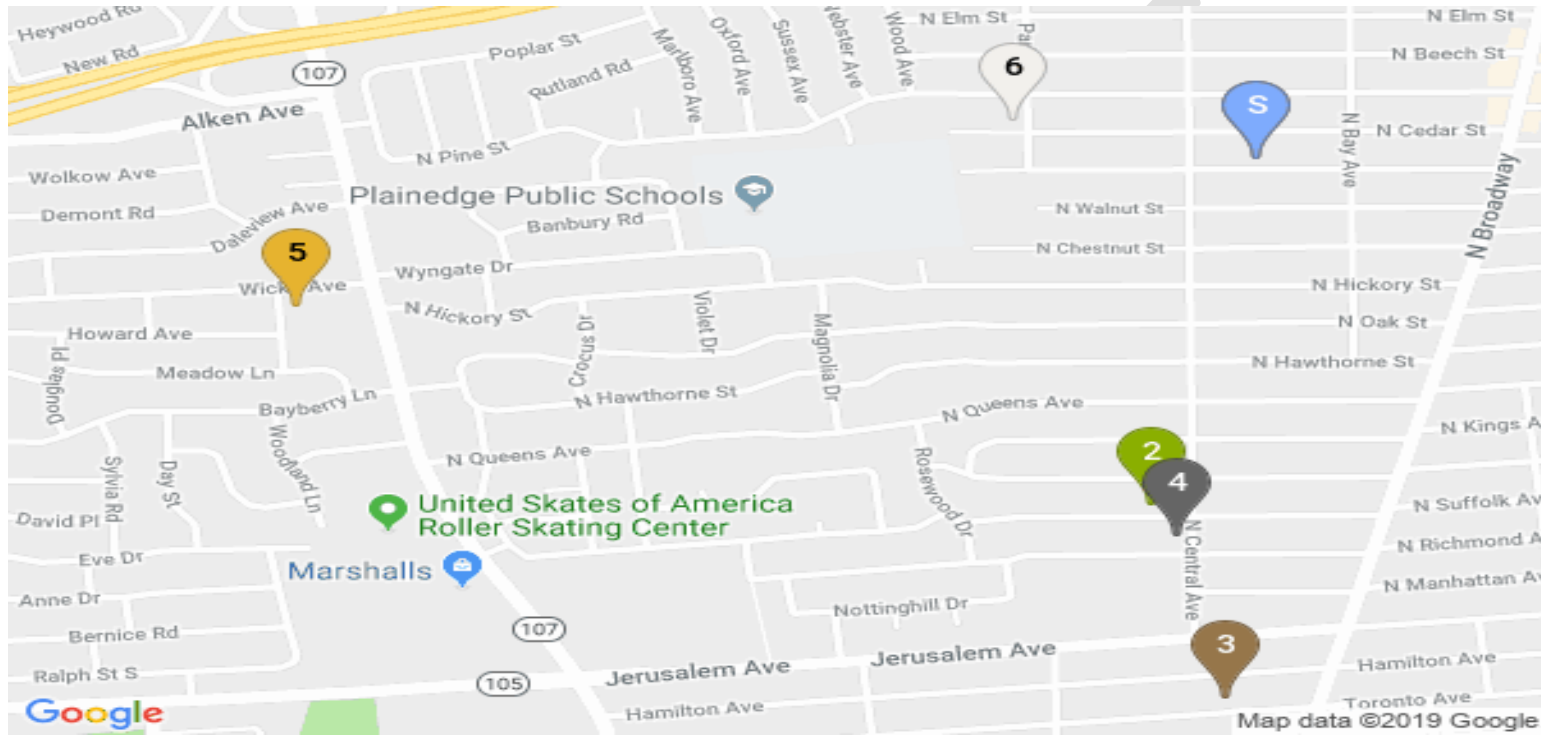 Heywood Rd
New Rd
107
Poplar St
Rutland Rd
Marlboro Ave
Oxford Ave
Sussex Ave
Webster Ave
Wood Ave
N Elm St
N Elm St
N Beech St
6
S
Alken Ave
N Pine St
N Cedar St
N Bay Ave
N Broadway
Wolkow Ave
Plainedge Public Schools
Demont Rd
Daleview Ave
Banbury Rd
N Walnut St
N Chestnut St
5
Wyngate Dr
Ave
N Hickory St
N Hickory St
Howard Ave
Crocus Dr
Violet Dr
Magnolia Dr
N Oak St
N Hawthorne St
Meadow Ln
Douglas Pl
Bayberry Ln
N Hawthorne St
N Queens Ave
N Kings A
2
Sylvia Rd
Day St
Woodland Ln
N Queens Ave
Rosewood Dr
4
David Pl
United Skates of America
Roller Skating Center
N Suffolk Av
N Central Ave
Eve Dr
Marshalls
N Richmond A
N Manhattan Av
Anne Dr
Nottinghill Dr
Bernice Rd
107
3
Ralph St S
105
Jerusalem Ave
Jerusalem Ave
Hamilton Ave
Hamilton Ave
Toronto Ave
Google
Map data ©2019 Google